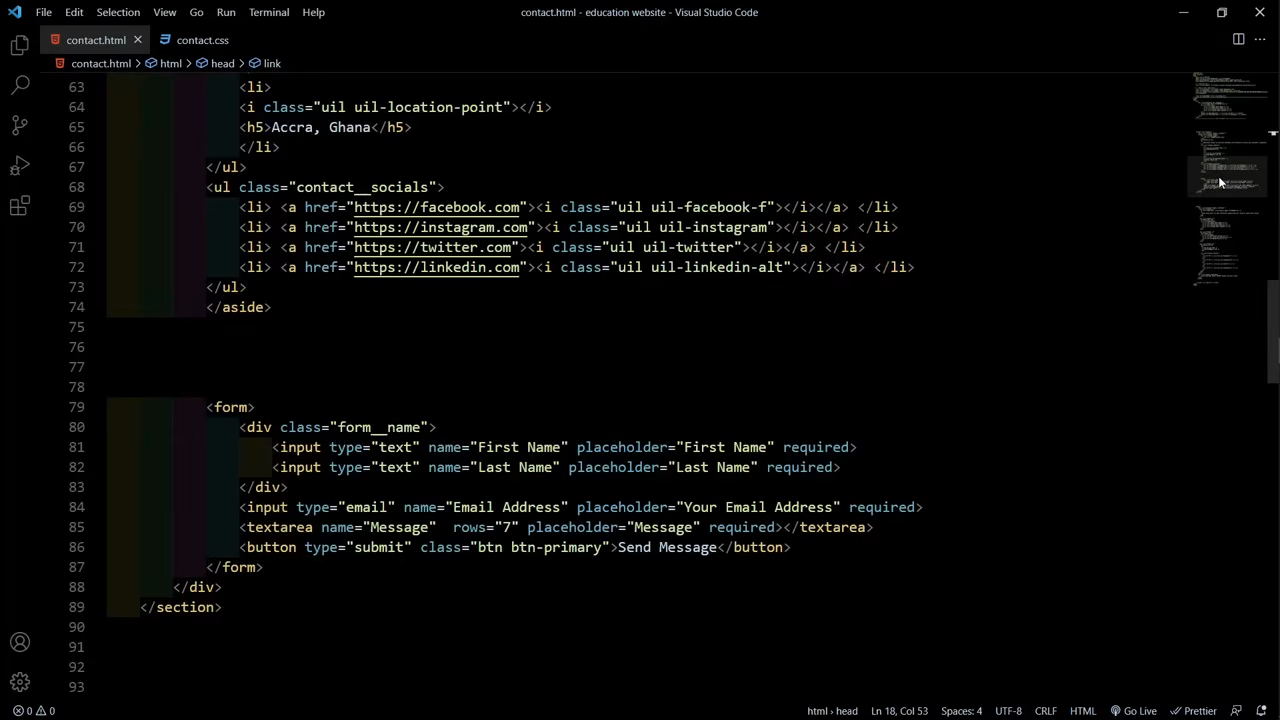 File Edit Selection View Go Run Terminal Help
contact.html - education website - Visual Studio Code
contact.html contact.css
contact.html html head link
63 <li>
64 <i class="uil uil-location-point"></i>
65 <h5>Accra, Ghana</h5>
66 </li>
67 </ul>
68 <ul class="contact__socials">
69 <li> <a href="https://facebook.com"><i class="uil uil-facebook-f"></i></a> </li>
70 <li> <a href="https://instagram.com"><i class="uil uil-instagram"></i></a> </li>
71 <li> <a href="https://twitter.com"><i class="uil uil-twitter"></i></a> </li>
72 <li> <a href="https://linkedin.com"><i class="uil uil-linkedin-alt"></i></a> </li>
73 </ul>
74 </aside>
75
76
77
78
79 <form>
80 <div class="form__name">
81 <input type="text" name="First Name" placeholder="First Name" required>
82 <input type="text" name="Last Name" placeholder="Last Name" required>
83 </div>
84 <input type="email" name="Email Address" placeholder="Your Email Address" required>
85 <textarea name="Message"  rows="7" placeholder="Message" required></textarea>
86 <button type="submit" class="btn btn-primary">Send Message</button>
87 </form>
88 </div>
89 </section>
90
91
92
93
0 0 html › head Ln 18, Col 53 Spaces: 4 UTF-8 CRLF HTML Go Live Prettier